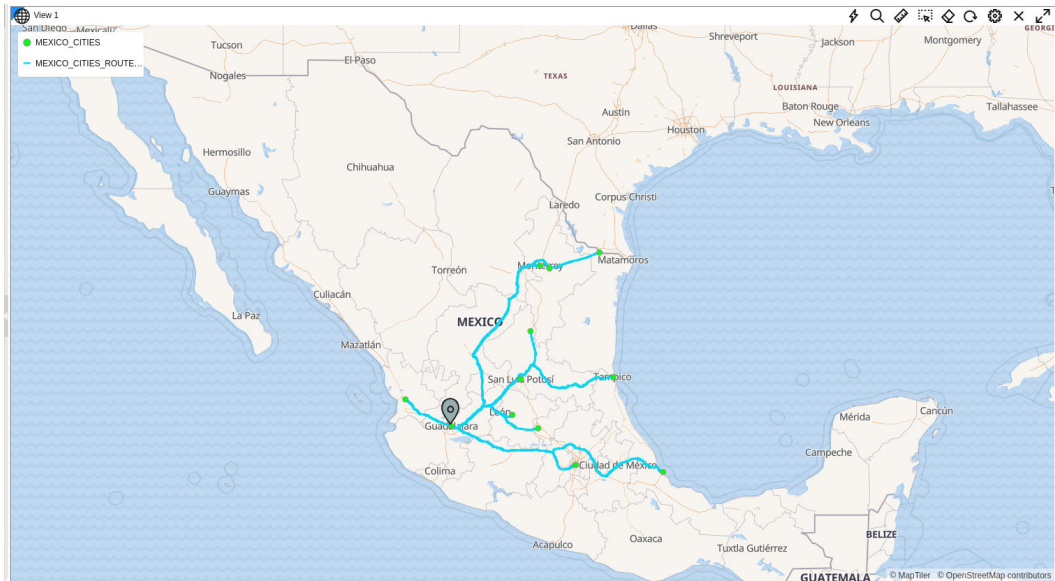 View 1
MEXICO_CITIES
MEXICO_CITIES_ROUTE...
San Diego
Mexicali
Tucson
Nogales
El Paso
Dallas
Shreveport
Jackson
Montgomery
GEORGI
TEXAS
LOUISIANA
Austin
Baton Rouge
Tallahassee
New Orleans
Houston
San Antonio
Hermosillo
Chihuahua
Guaymas
Corpus Christi
Laredo
Matamoros
Monterrey
Torreón
Culiacán
La Paz
MEXICO
Mazatlán
San Luis Potosí
Tampico
León
Guadalajara
Mérida
Cancún
Campeche
Colima
Ciudad de México
Acapulco
Oaxaca
Tuxtla Gutiérrez
BELIZE
GUATEMALA
© MapTiler © OpenStreetMap contributors